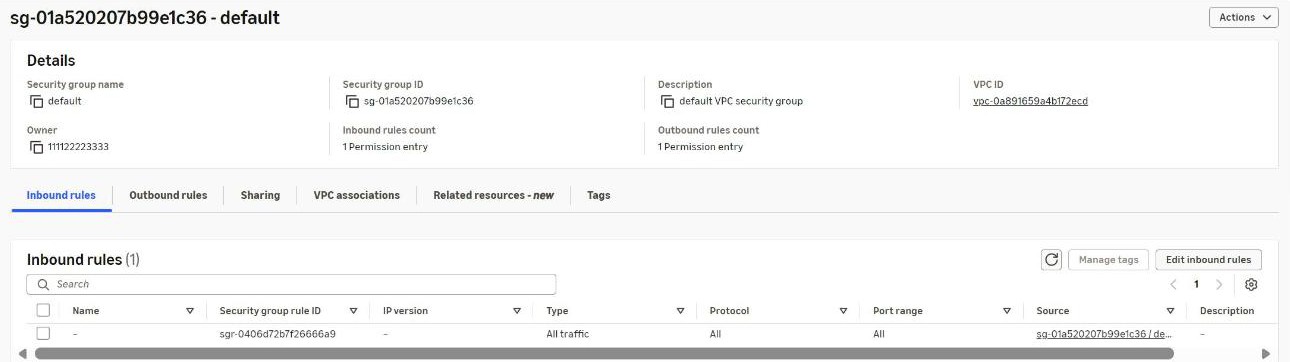 sg-01a520207b99e1c36 - default
Actions
Details
Security group name
default
Security group ID
sg-01a520207b99e1c36
Description
default VPC security group
VPC ID
vpc-0a891659a4b172ecd
Owner
111122223333
Inbound rules count
1 Permission entry
Outbound rules count
1 Permission entry
Inbound rules Outbound rules Sharing VPC associations Related resources - new Tags
Inbound rules (1)
Manage tags Edit inbound rules
Search
1
Name Security group rule ID IP version Type Protocol Port range Source Description
- sgr-0406d72b7f26666a9 - All traffic All All sg-01a520207b99e1c36 / de... -